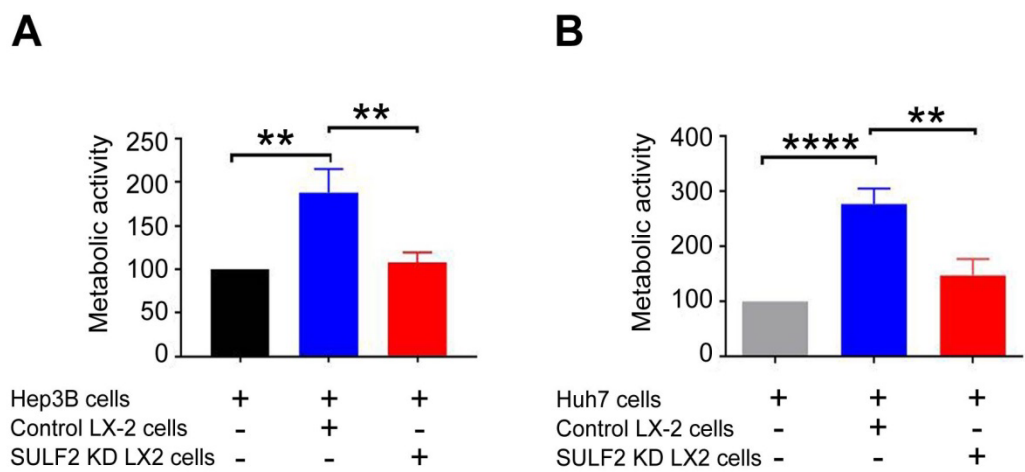 A
**
**
250
200
150
100
50
0
Metabolic activity
Hep3B cells + + +
Control LX-2 cells - + -
SULF2 KD LX2 cells - - +
B
****
**
400
300
200
100
0
Metabolic activity
Huh7 cells + + +
Control LX-2 cells - + -
SULF2 KD LX2 cells - - +